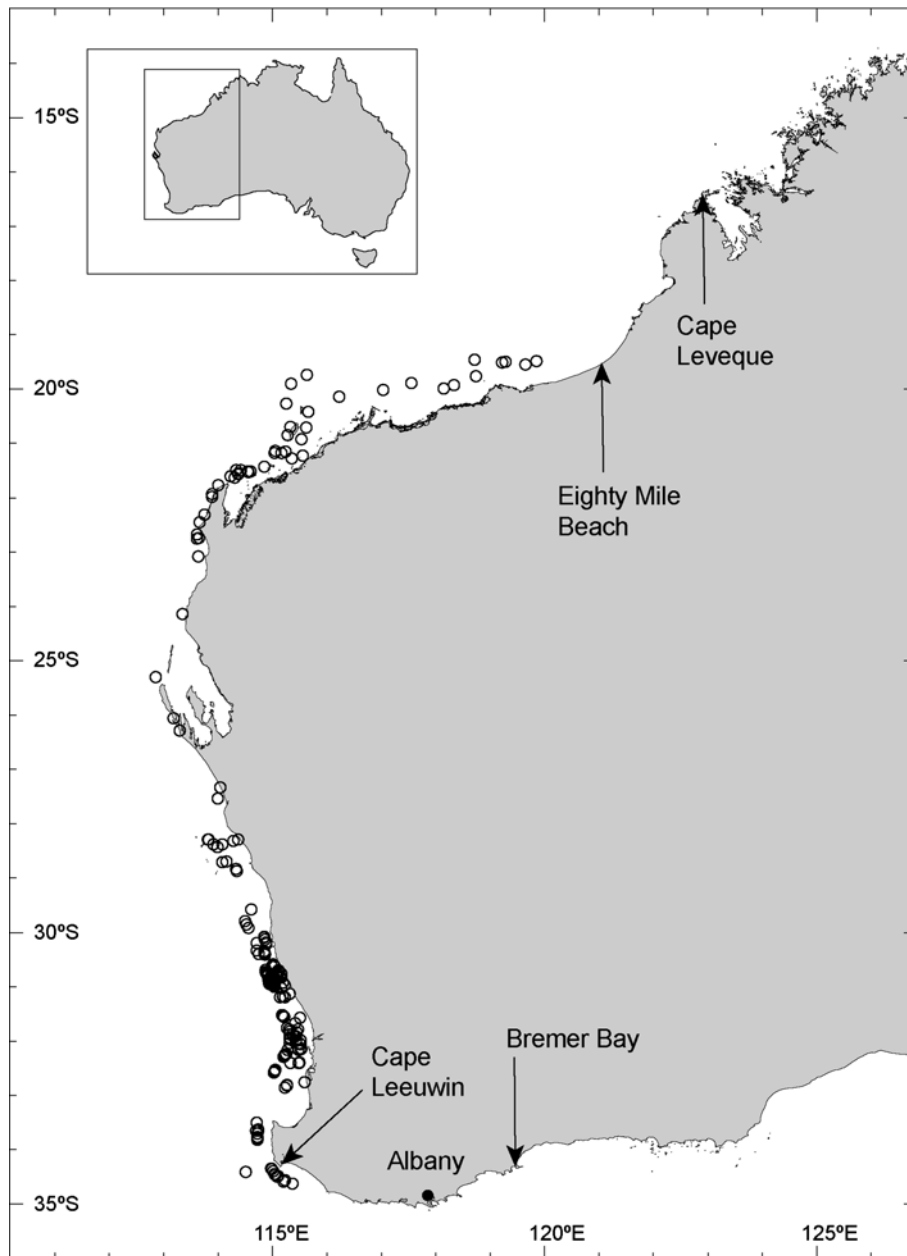 15ºS
Cape
Leveque
20ºS
Eighty Mile
Beach
25ºS
30ºS
Bremer Bay
Cape
Leeuwin
Albany
35ºS
115ºE
120ºE
125ºE